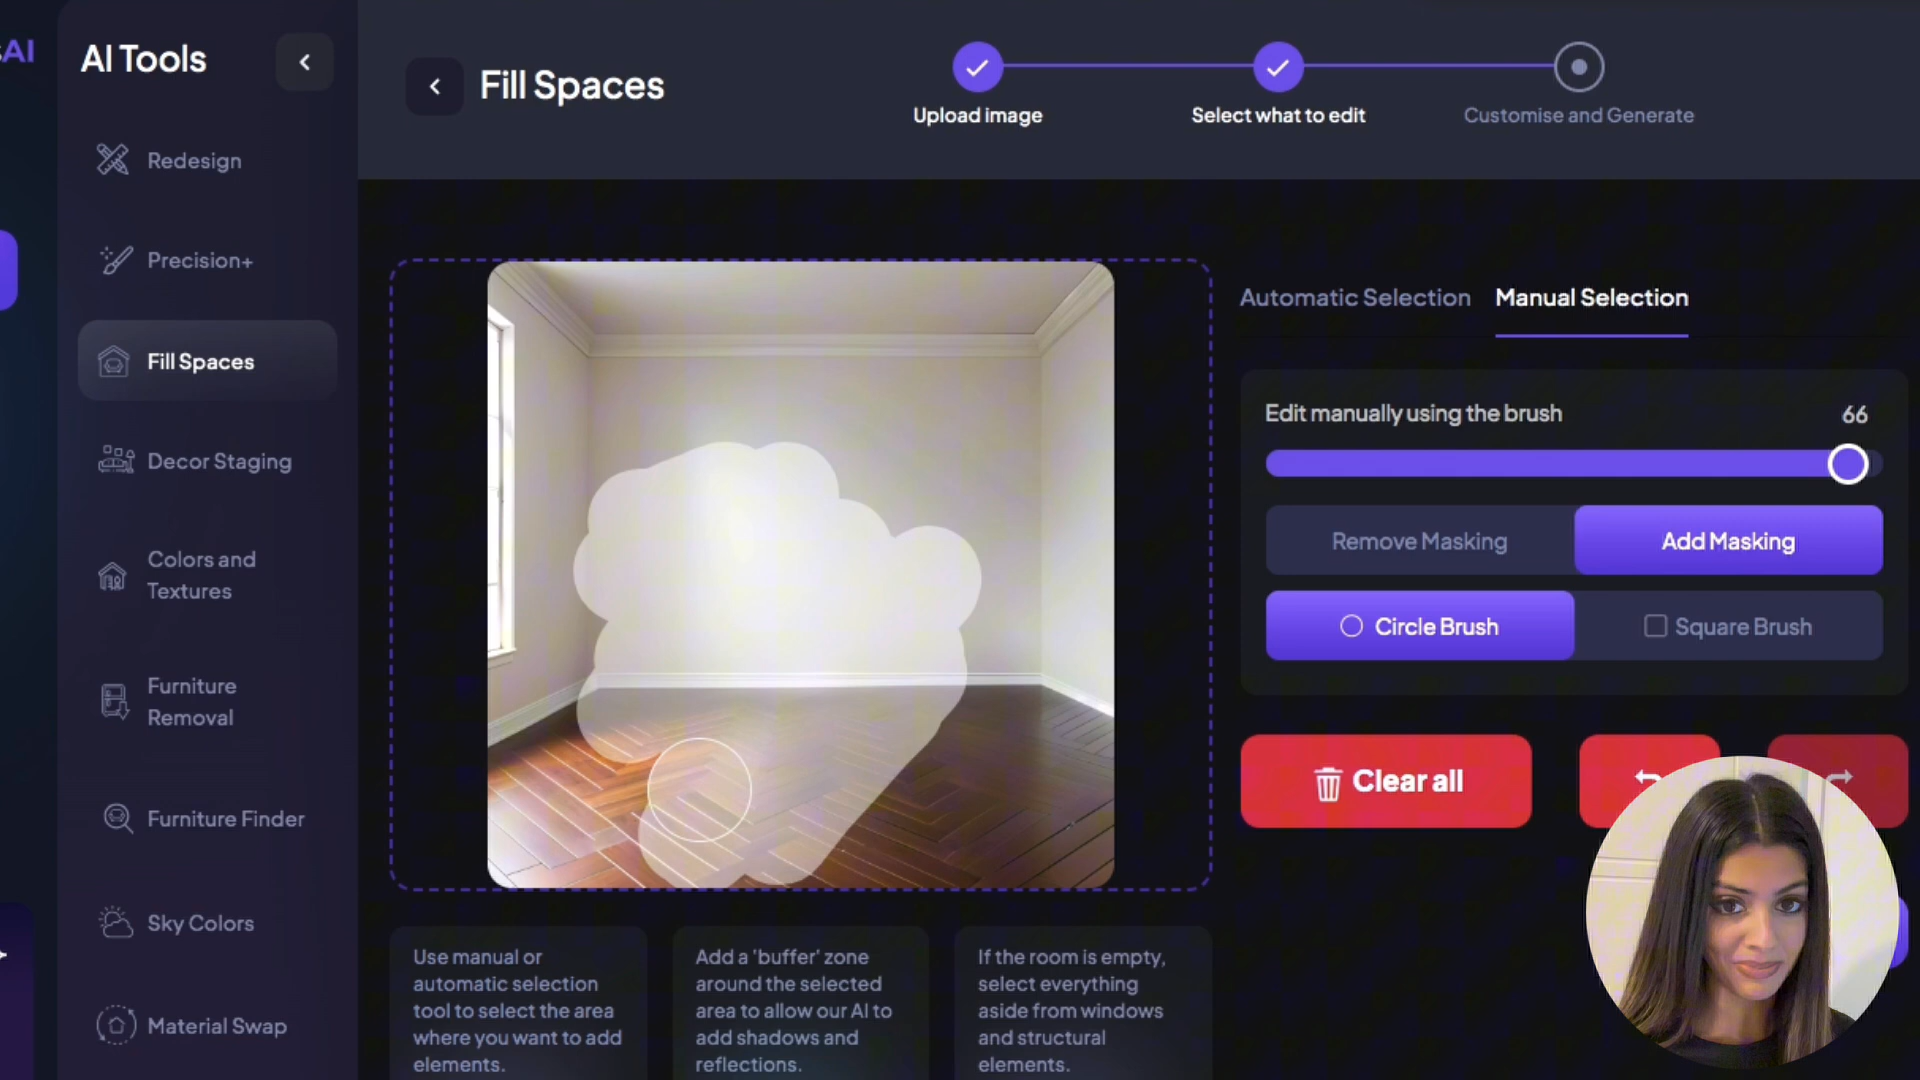 AI
AI Tools
Redesign
Precision+
Fill Spaces
Decor Staging
Colors and
Textures
Furniture
Removal
Furniture Finder
Sky Colors
Material Swap
Fill Spaces
Upload image
Select what to edit
Customise and Generate
Automatic Selection
Manual Selection
Edit manually using the brush
66
Remove Masking
Add Masking
Circle Brush
Square Brush
Clear all
Use manual or
automatic selection
tool to select the area
where you want to add
elements.
Add a 'buffer' zone
around the selected
area to allow our AI to
add shadows and
reflections.
If the room is empty,
select everything
aside from windows
and structural
elements.